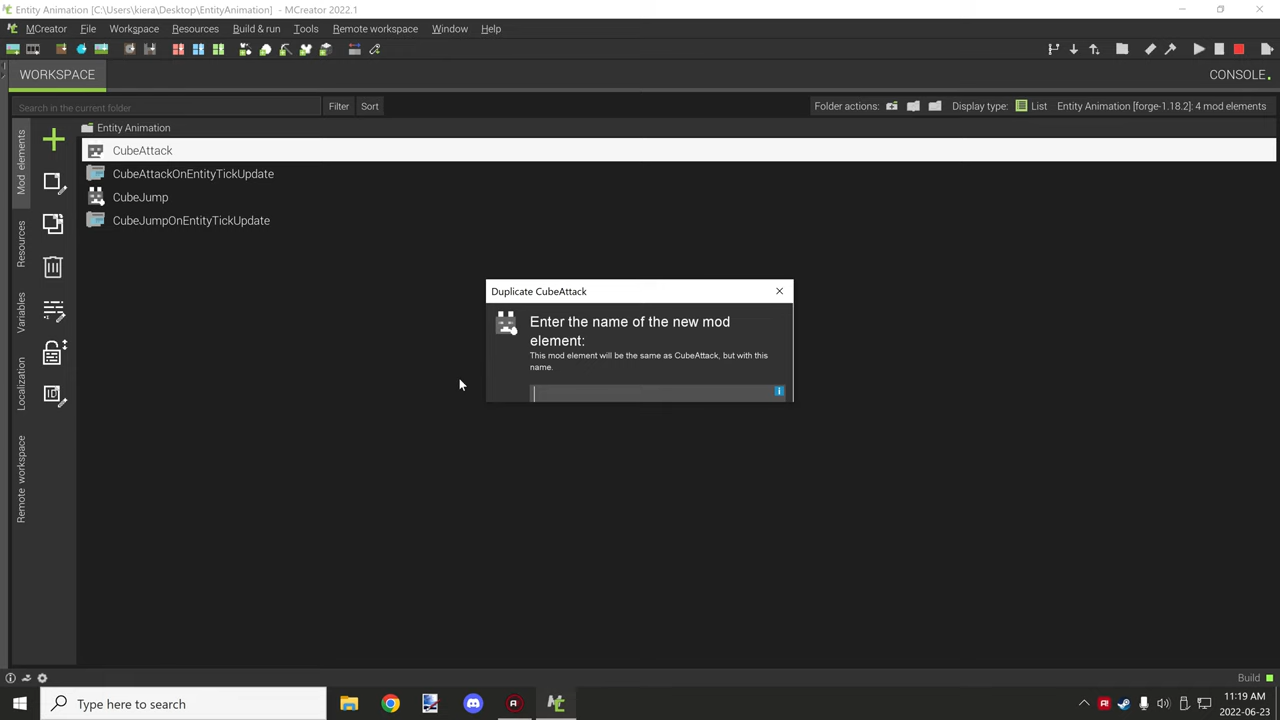 Entity Animation [C:\Users\kiera\Desktop\EntityAnimation] - MCreator 2022.1
MCreator File Workspace Resources Build & run Tools Remote workspace Window Help
WORKSPACE
CONSOLE
Search in the current folder
Filter
Sort
Folder actions:
Display type:
List
Entity Animation [forge-1.18.2]: 4 mod elements
Mod elements
Resources
Variables
Localization
Remote workspace
Entity Animation
CubeAttack
CubeAttackOnEntityTickUpdate
CubeJump
CubeJumpOnEntityTickUpdate
Duplicate CubeAttack
Enter the name of the new mod
element:
This mod element will be the same as CubeAttack, but with this
name.
Build
Type here to search
11:19 AM
2022-06-23